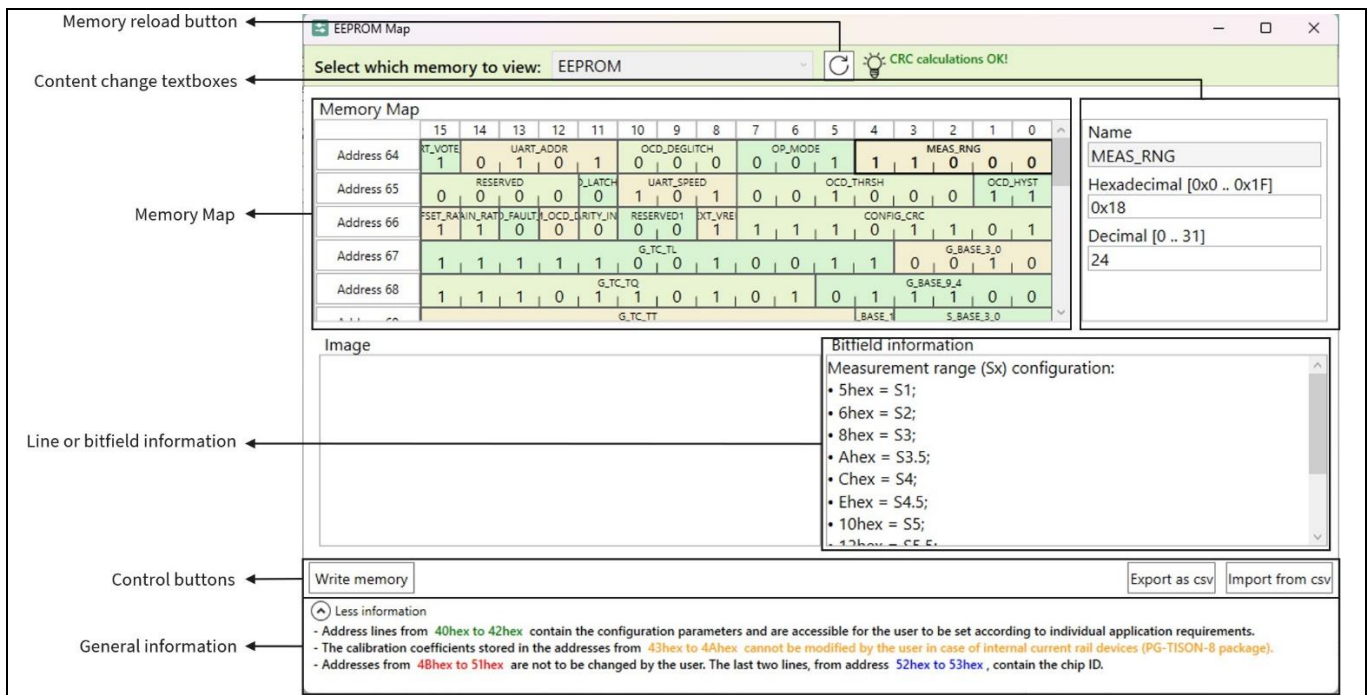 Memory reload button
EEPROM Map
Select which memory to view: EEPROM
CRC calculations OK!
Content change textboxes
Memory Map
15 14 13 12 11 10 9 8 7 6 5 4 3 2 1 0
RT_VOTE UART_ADDR OCD_DEGLITCH OP_MODE MEAS_RNG
Address 64 1 0 1 0 1 0 0 0 0 0 1 1 1 0 0 0
RESERVED D_LATCH UART_SPEED OCD_THRSH OCD_HYST
Address 65 0 0 0 0 0 1 0 1 0 0 1 0 0 0 1 1
FSET_RA AIN_RAT D_FAULT_ M_OCD_D ARITY_IN RESERVED1 EXT_VRE CONFIG_CRC
Address 66 1 1 0 0 0 0 0 1 1 1 1 0 1 1 0 1
G_TC_TL G_BASE_3_0
Address 67 1 1 1 1 1 0 0 1 0 0 1 1 0 0 1 0
G_TC_TQ G_BASE_9_4
Address 68 1 1 1 0 1 1 0 1 0 1 0 1 1 1 0 0
G_TC_TT _BASE_1 S_BASE_3_0
Name
MEAS_RNG
Hexadecimal [0x0 .. 0x1F]
0x18
Decimal [0 .. 31]
24
Memory Map
Image
Bitfield information
Measurement range (Sx) configuration:
• 5hex = S1;
• 6hex = S2;
• 8hex = S3;
• Ahex = S3.5;
• Chex = S4;
• Ehex = S4.5;
• 10hex = S5;
• 12hex = S5.5;
Line or bitfield information
Control buttons
Write memory
Export as csv
Import from csv
Less information
- Address lines from 40hex to 42hex contain the configuration parameters and are accessible for the user to be set according to individual application requirements.
- The calibration coefficients stored in the addresses from 43hex to 4Ahex cannot be modified by the user in case of internal current rail devices (PG-TISON-8 package).
- Addresses from 4Bhex to 51hex are not to be changed by the user. The last two lines, from address 52hex to 53hex , contain the chip ID.
General information